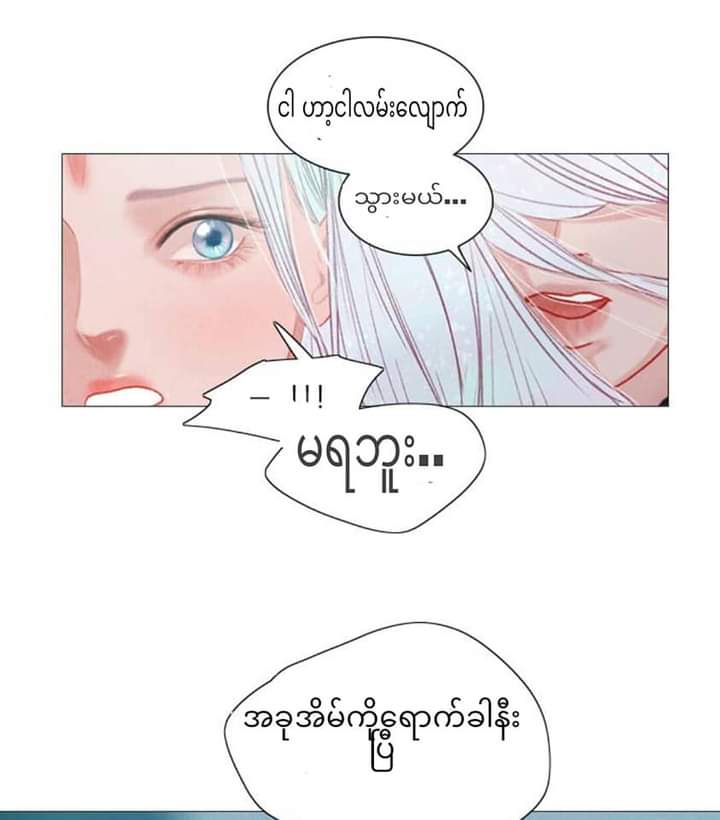 ငါ ဟာ့ငါလမ်းလျောက်
သွားမယ်...
– !!!
မရဘူး..
အခုအိမ်ကိုရောက်ခါနီး
ပြီ